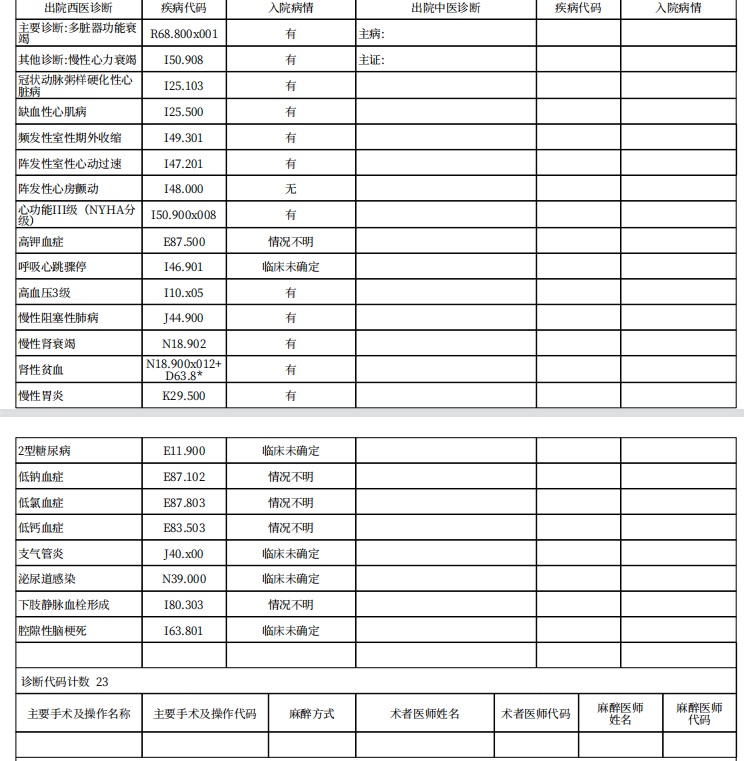 出院西医诊断 疾病代码 入院病情 出院中医诊断 疾病代码 入院病情
主要诊断:多脏器功能衰竭 R68.800x001 有 主病:
其他诊断:慢性心力衰竭 I50.908 有 主证:
冠状动脉粥样硬化性心脏病 I25.103 有
缺血性心肌病 I25.500 有
频发性室性期外收缩 I49.301 有
阵发性室性心动过速 I47.201 有
阵发性心房颤动 I48.000 无
心功能III级（NYHA分级） I50.900x008 有
高钾血症 E87.500 情况不明
呼吸心跳骤停 I46.901 临床未确定
高血压3级 I10.x05 有
慢性阻塞性肺病 J44.900 有
慢性肾衰竭 N18.902 有
肾性贫血 N18.900x012+D63.8* 有
慢性胃炎 K29.500 有
2型糖尿病 E11.900 临床未确定
低钠血症 E87.102 情况不明
低氯血症 E87.803 情况不明
低钙血症 E83.503 情况不明
支气管炎 J40.x00 临床未确定
泌尿道感染 N39.000 临床未确定
下肢静脉血栓形成 I80.303 情况不明
腔隙性脑梗死 I63.801 临床未确定
诊断代码计数 23
主要手术及操作名称 主要手术及操作代码 麻醉方式 术者医师姓名 术者医师代码 麻醉医师姓名 麻醉医师代码